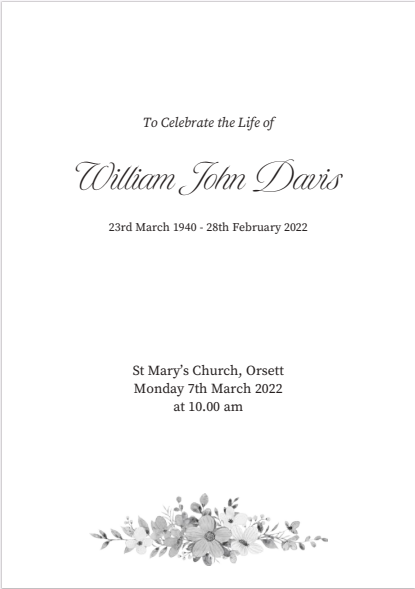 To Celebrate the Life of
William John Davis
23rd March 1940 - 28th February 2022
St Mary’s Church, Orsett
Monday 7th March 2022
at 10.00 am